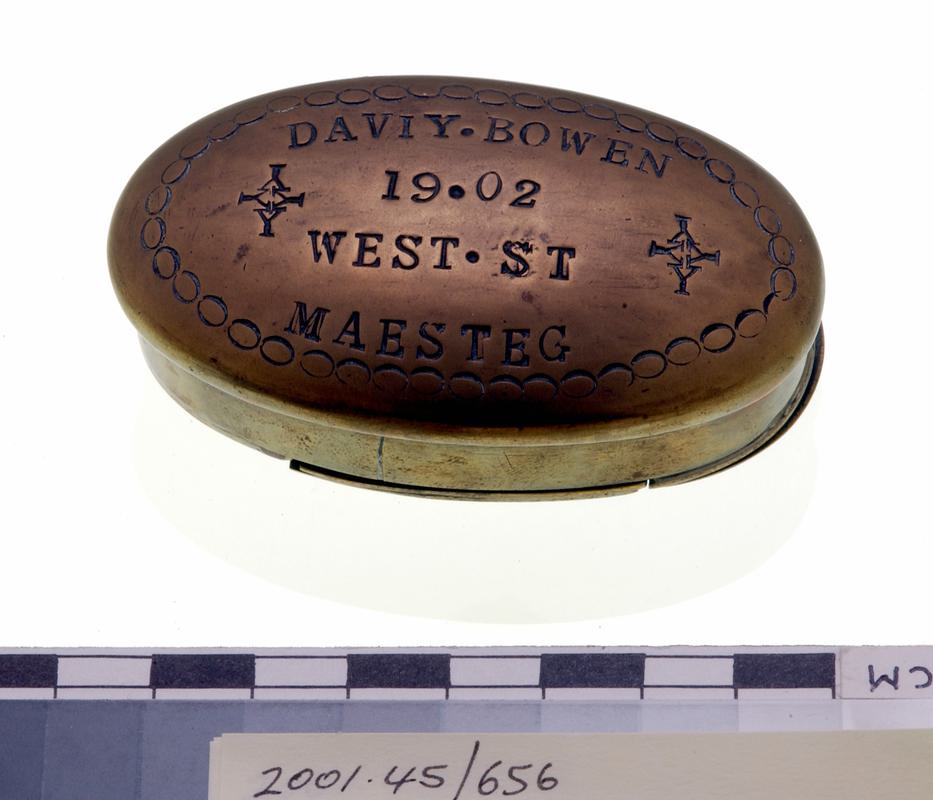 DAVIY•BOWEN
19•02
WEST•ST
MAESTEG
CM
2001.45/656